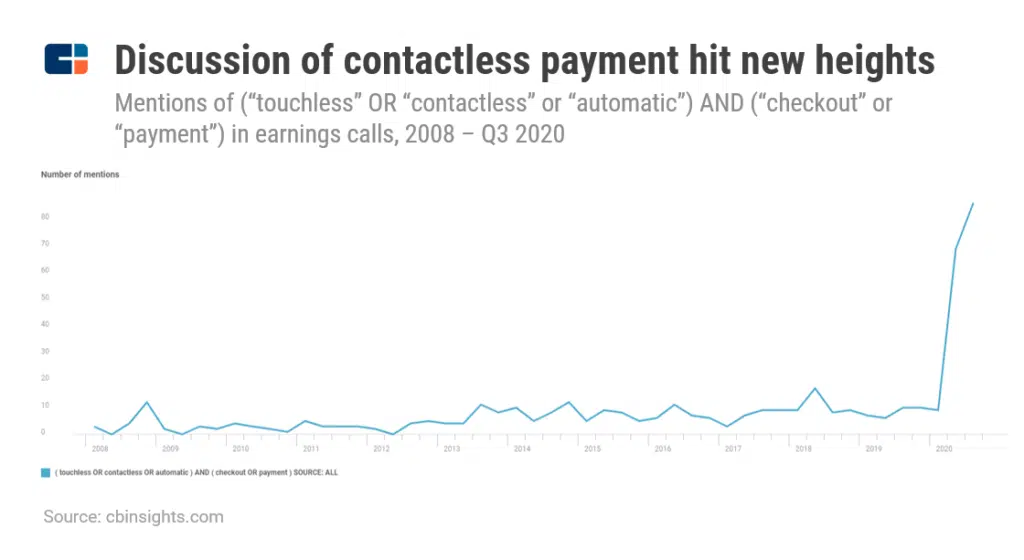 Discussion of contactless payment hit new heights
Mentions of (“touchless” OR “contactless” or “automatic”) AND (“checkout” or
“payment”) in earnings calls, 2008 – Q3 2020
Number of mentions
80
70
60
50
40
30
20
10
0
2008 2009 2010 2011 2012 2013 2014 2015 2016 2017 2018 2019 2020
( touchless OR contactless OR automatic ) AND ( checkout OR payment ) SOURCE: ALL
Source: cbinsights.com